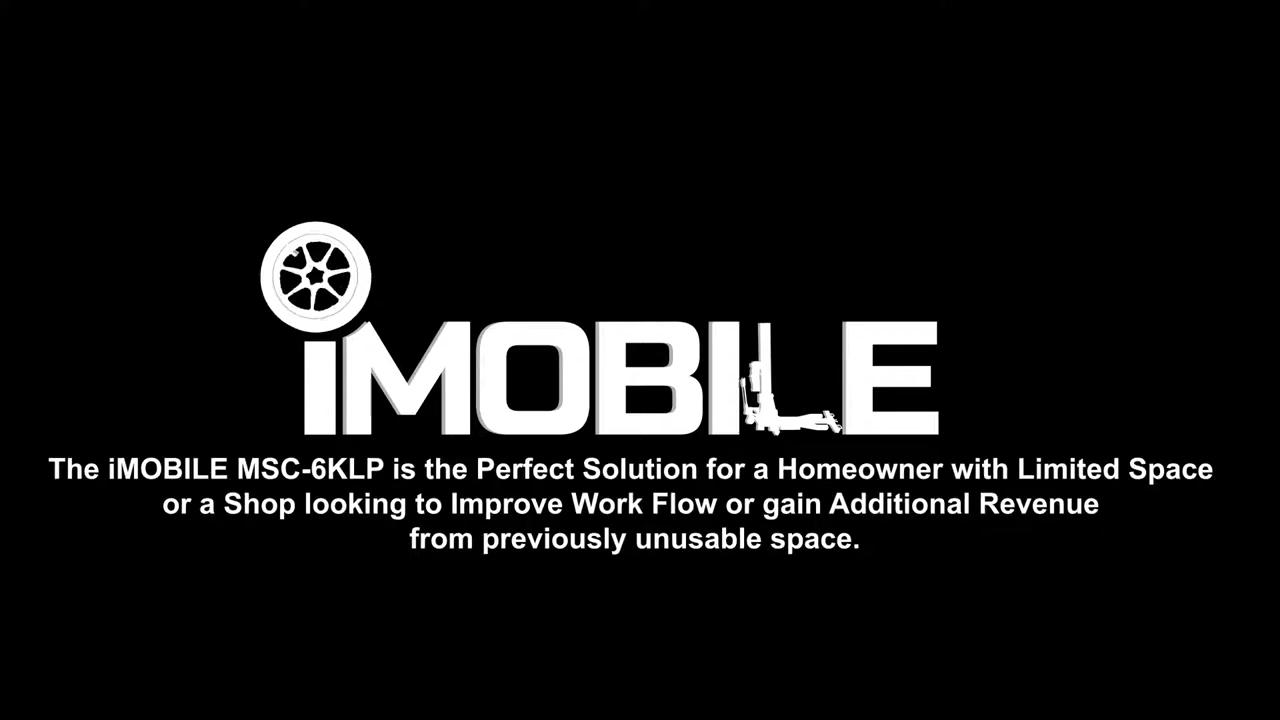 iMOBILE
The iMOBILE MSC-6KLP is the Perfect Solution for a Homeowner with Limited Space
or a Shop looking to Improve Work Flow or gain Additional Revenue
from previously unusable space.